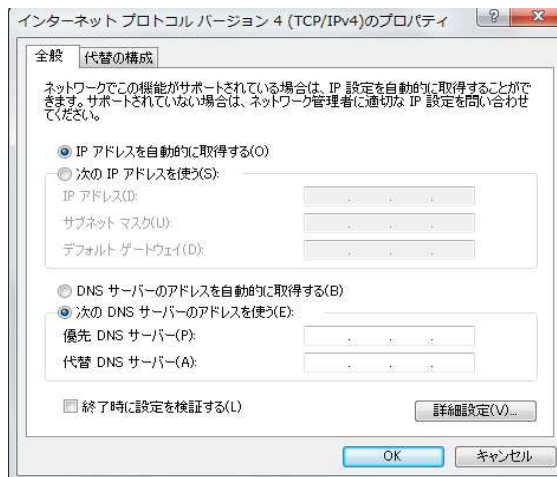 インターネット プロトコル バージョン 4 (TCP/IPv4)のプロパティ
全般
代替の構成
ネットワークでこの機能がサポートされている場合は、IP 設定を自動的に取得することがで
きます。サポートされていない場合は、ネットワーク管理者に適切な IP 設定を問い合わせ
てください。
IP アドレスを自動的に取得する(O)
次の IP アドレスを使う(S):
IP アドレス(I):
サブネット マスク(U):
デフォルト ゲートウェイ(D):
DNS サーバーのアドレスを自動的に取得する(B)
次の DNS サーバーのアドレスを使う(E):
優先 DNS サーバー(P):
代替 DNS サーバー(A):
終了時に設定を検証する(L)
詳細設定(V)...
OK
キャンセル